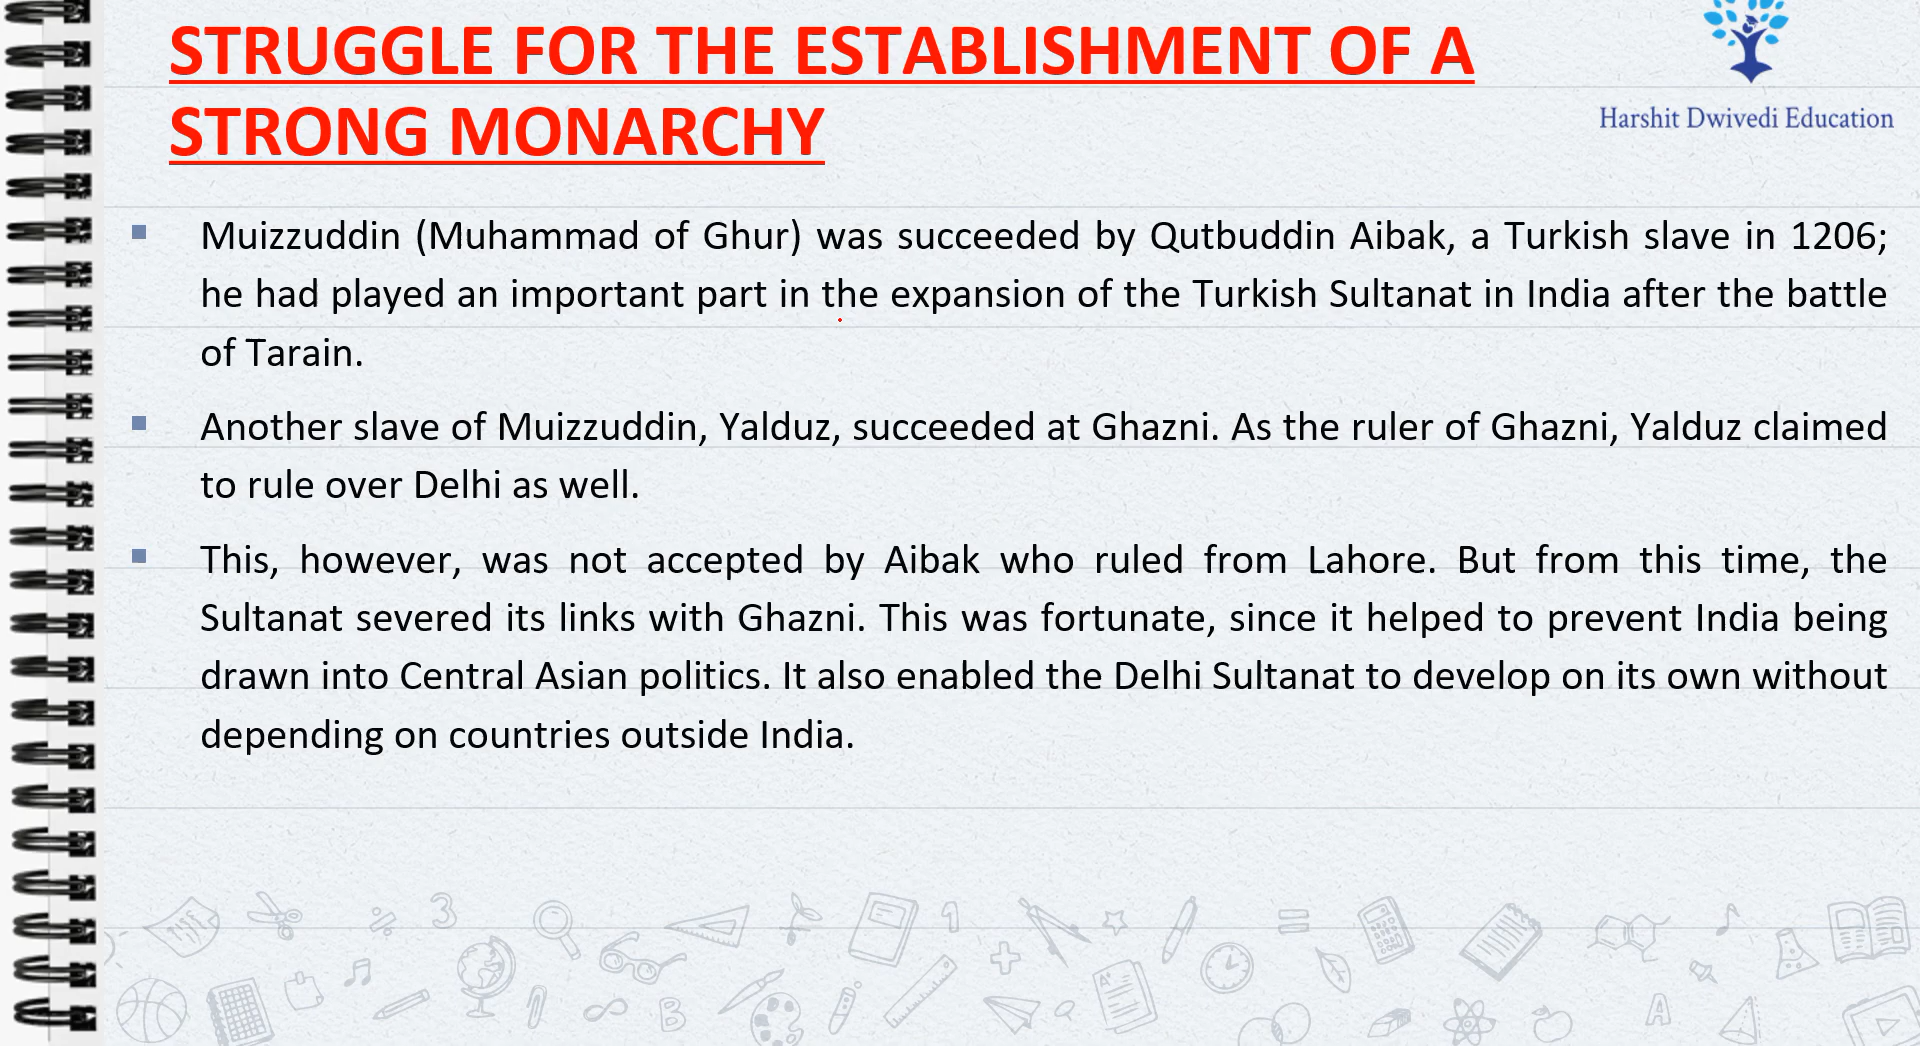 STRUGGLE FOR THE ESTABLISHMENT OF A
STRONG MONARCHY
Harshit Dwivedi Education
Muizzuddin (Muhammad of Ghur) was succeeded by Qutbuddin Aibak, a Turkish slave in 1206;
he had played an important part in the expansion of the Turkish Sultanat in India after the battle
of Tarain.
Another slave of Muizzuddin, Yalduz, succeeded at Ghazni. As the ruler of Ghazni, Yalduz claimed
to rule over Delhi as well.
This, however, was not accepted by Aibak who ruled from Lahore. But from this time, the
Sultanat severed its links with Ghazni. This was fortunate, since it helped to prevent India being
drawn into Central Asian politics. It also enabled the Delhi Sultanat to develop on its own without
depending on countries outside India.